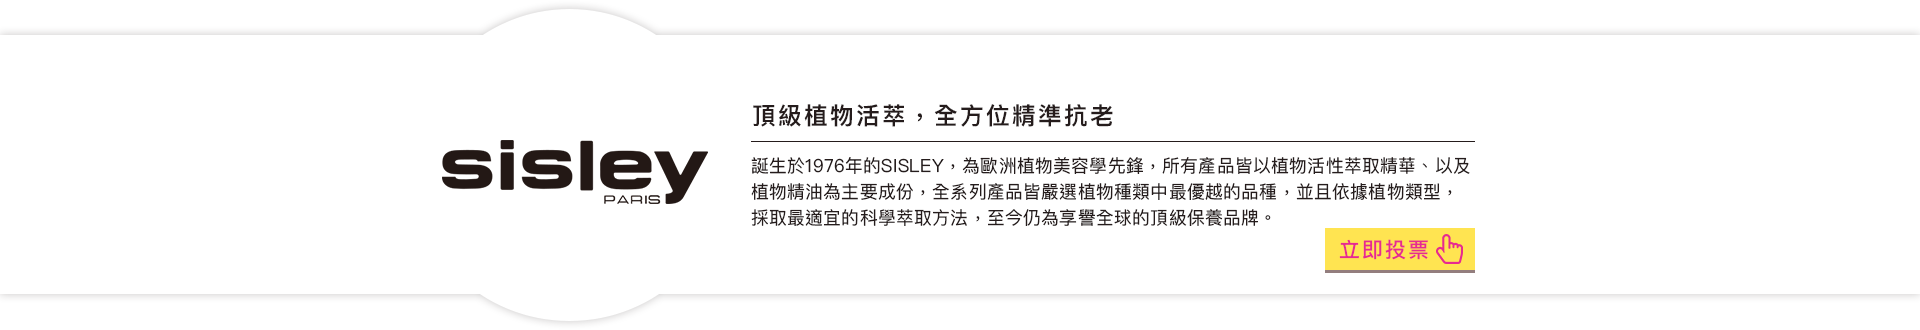 sisley
PARIS
頂級植物活萃，全方位精準抗老
誕生於1976年的SISLEY，為歐洲植物美容學先鋒，所有產品皆以植物活性萃取精華、以及
植物精油為主要成份，全系列產品皆嚴選植物種類中最優越的品種，並且依據植物類型，
採取最適宜的科學萃取方法，至今仍為享譽全球的頂級保養品牌。
立即投票